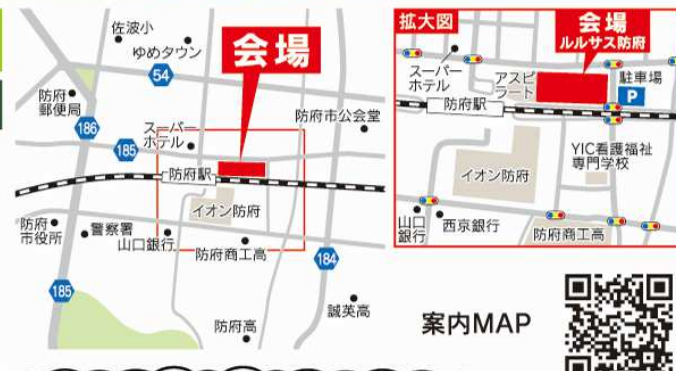 佐波小
ゆめタウン
会場
54
防府
郵便局
186
防府市公会堂
スーパー
ホテル
185
防府駅
イオン防府
防府
市役所
警察署
山口銀行
防府商工高
184
185
誠英高
防府高
拡大図
会場
ルルサス防府
スーパー
ホテル
アスピ
ラート
駐車場
P
防府駅
YIC看護福祉
専門学校
イオン防府
山口
銀行
西京銀行
防府商工高
案内MAP